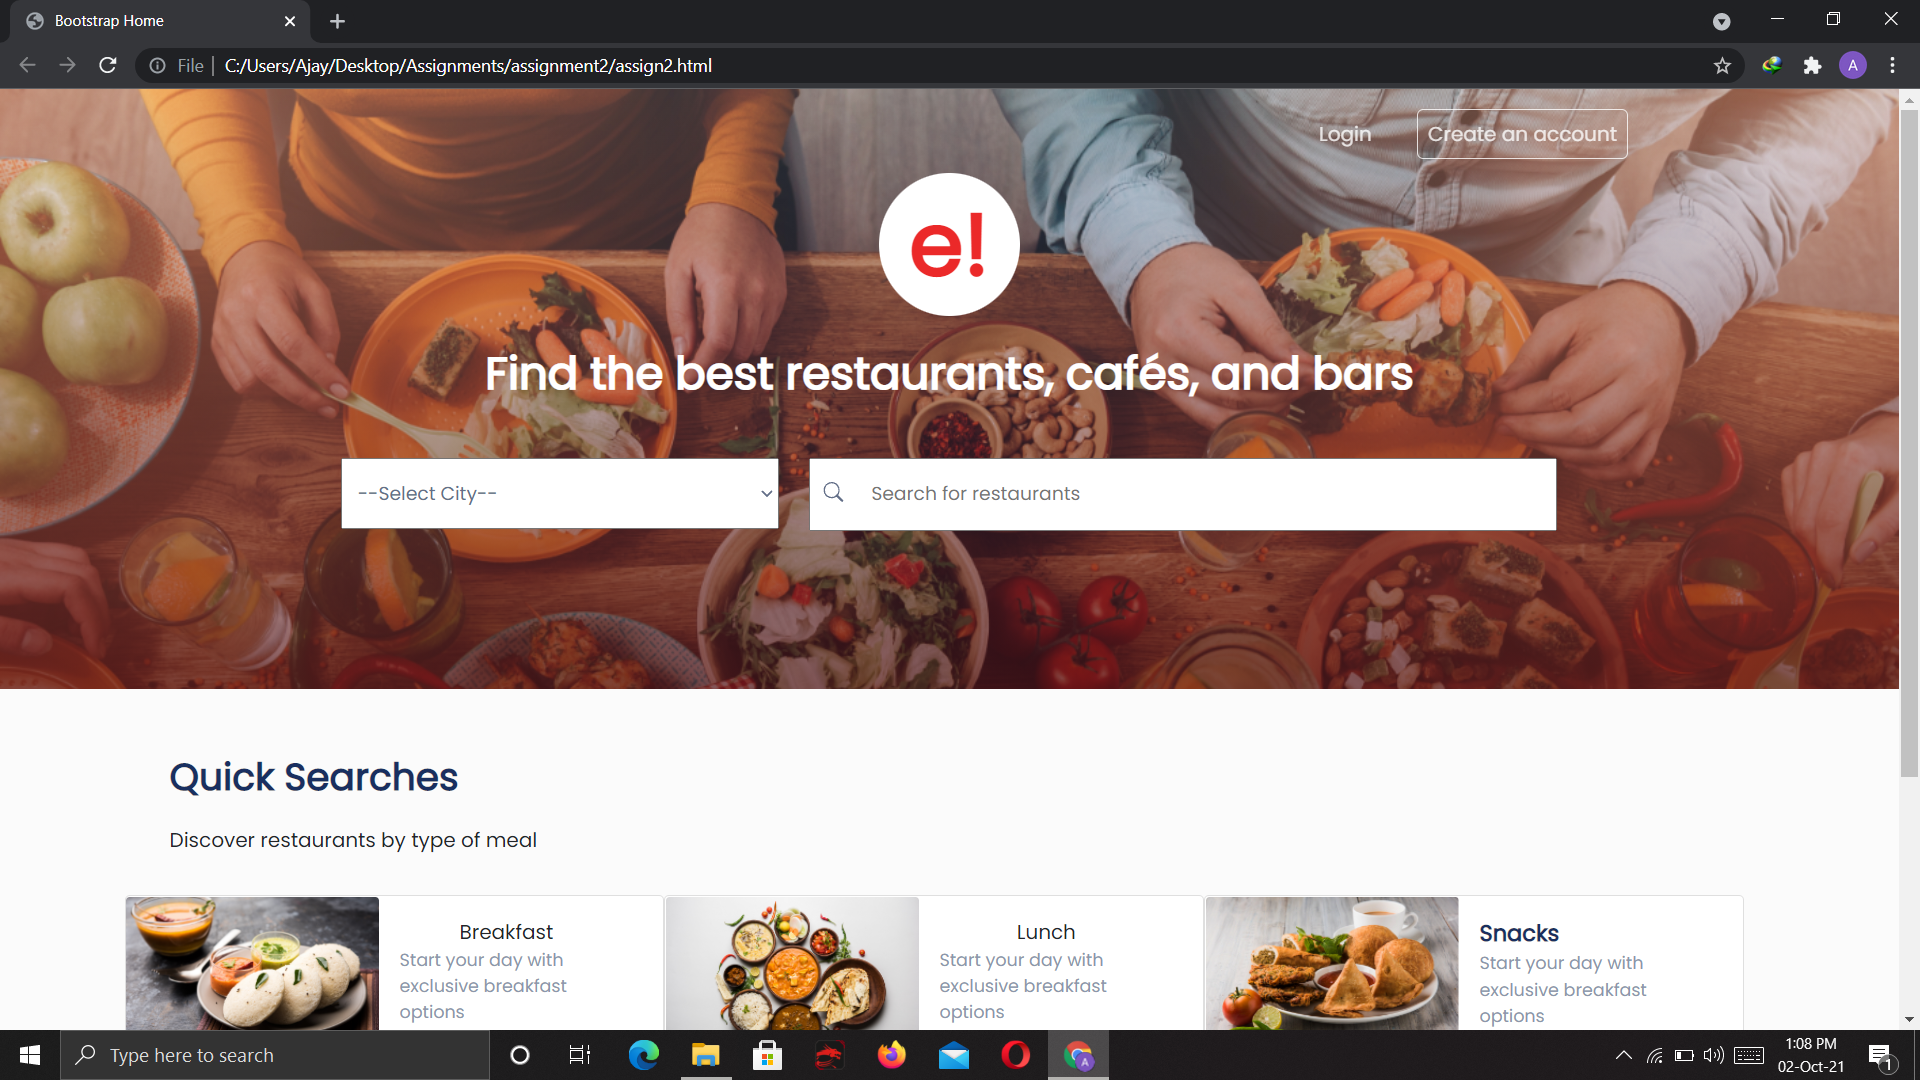 Bootstrap Home
File
C:/Users/Ajay/Desktop/Assignments/assignment2/assign2.html
A
Login
Create an account
e!
Find the best restaurants, cafés, and bars
--Select City--
Search for restaurants
Quick Searches
Discover restaurants by type of meal
Breakfast
Start your day with
exclusive breakfast
options
Lunch
Start your day with
exclusive breakfast
options
Snacks
Start your day with
exclusive breakfast
options
Type here to search
A
1:08 PM
02-Oct-21
1